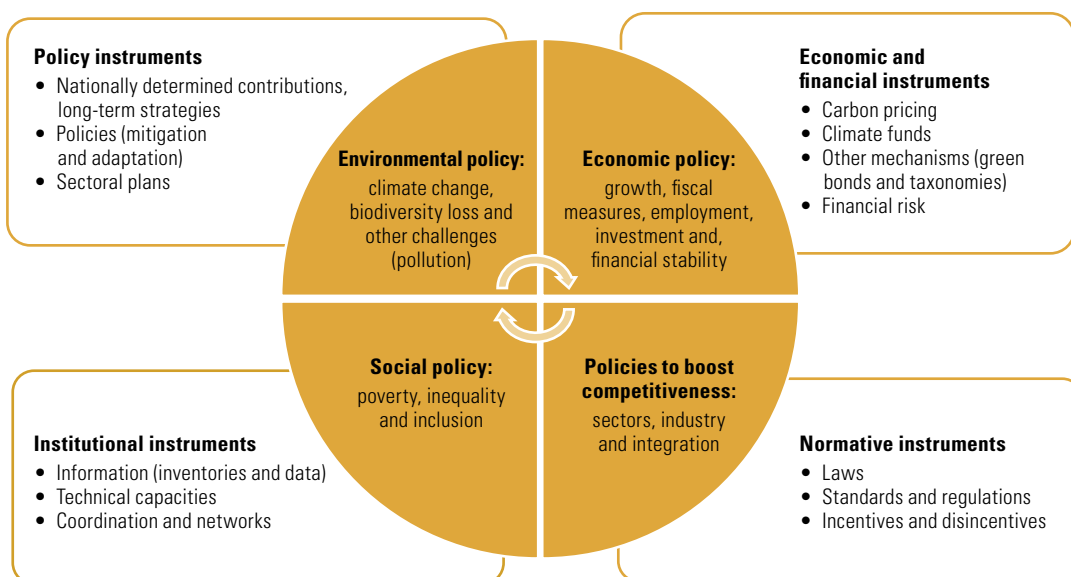 Policy instruments
• Nationally determined contributions,
long-term strategies
• Policies (mitigation
and adaptation)
• Sectoral plans
Environmental policy:
climate change,
biodiversity loss and
other challenges
(pollution)
Economic policy:
growth, fiscal
measures, employment,
investment and,
financial stability
Economic and
financial instruments
• Carbon pricing
• Climate funds
• Other mechanisms (green
bonds and taxonomies)
• Financial risk
Institutional instruments
• Information (inventories and data)
• Technical capacities
• Coordination and networks
Social policy:
poverty, inequality
and inclusion
Policies to boost
competitiveness:
sectors, industry
and integration
Normative instruments
• Laws
• Standards and regulations
• Incentives and disincentives